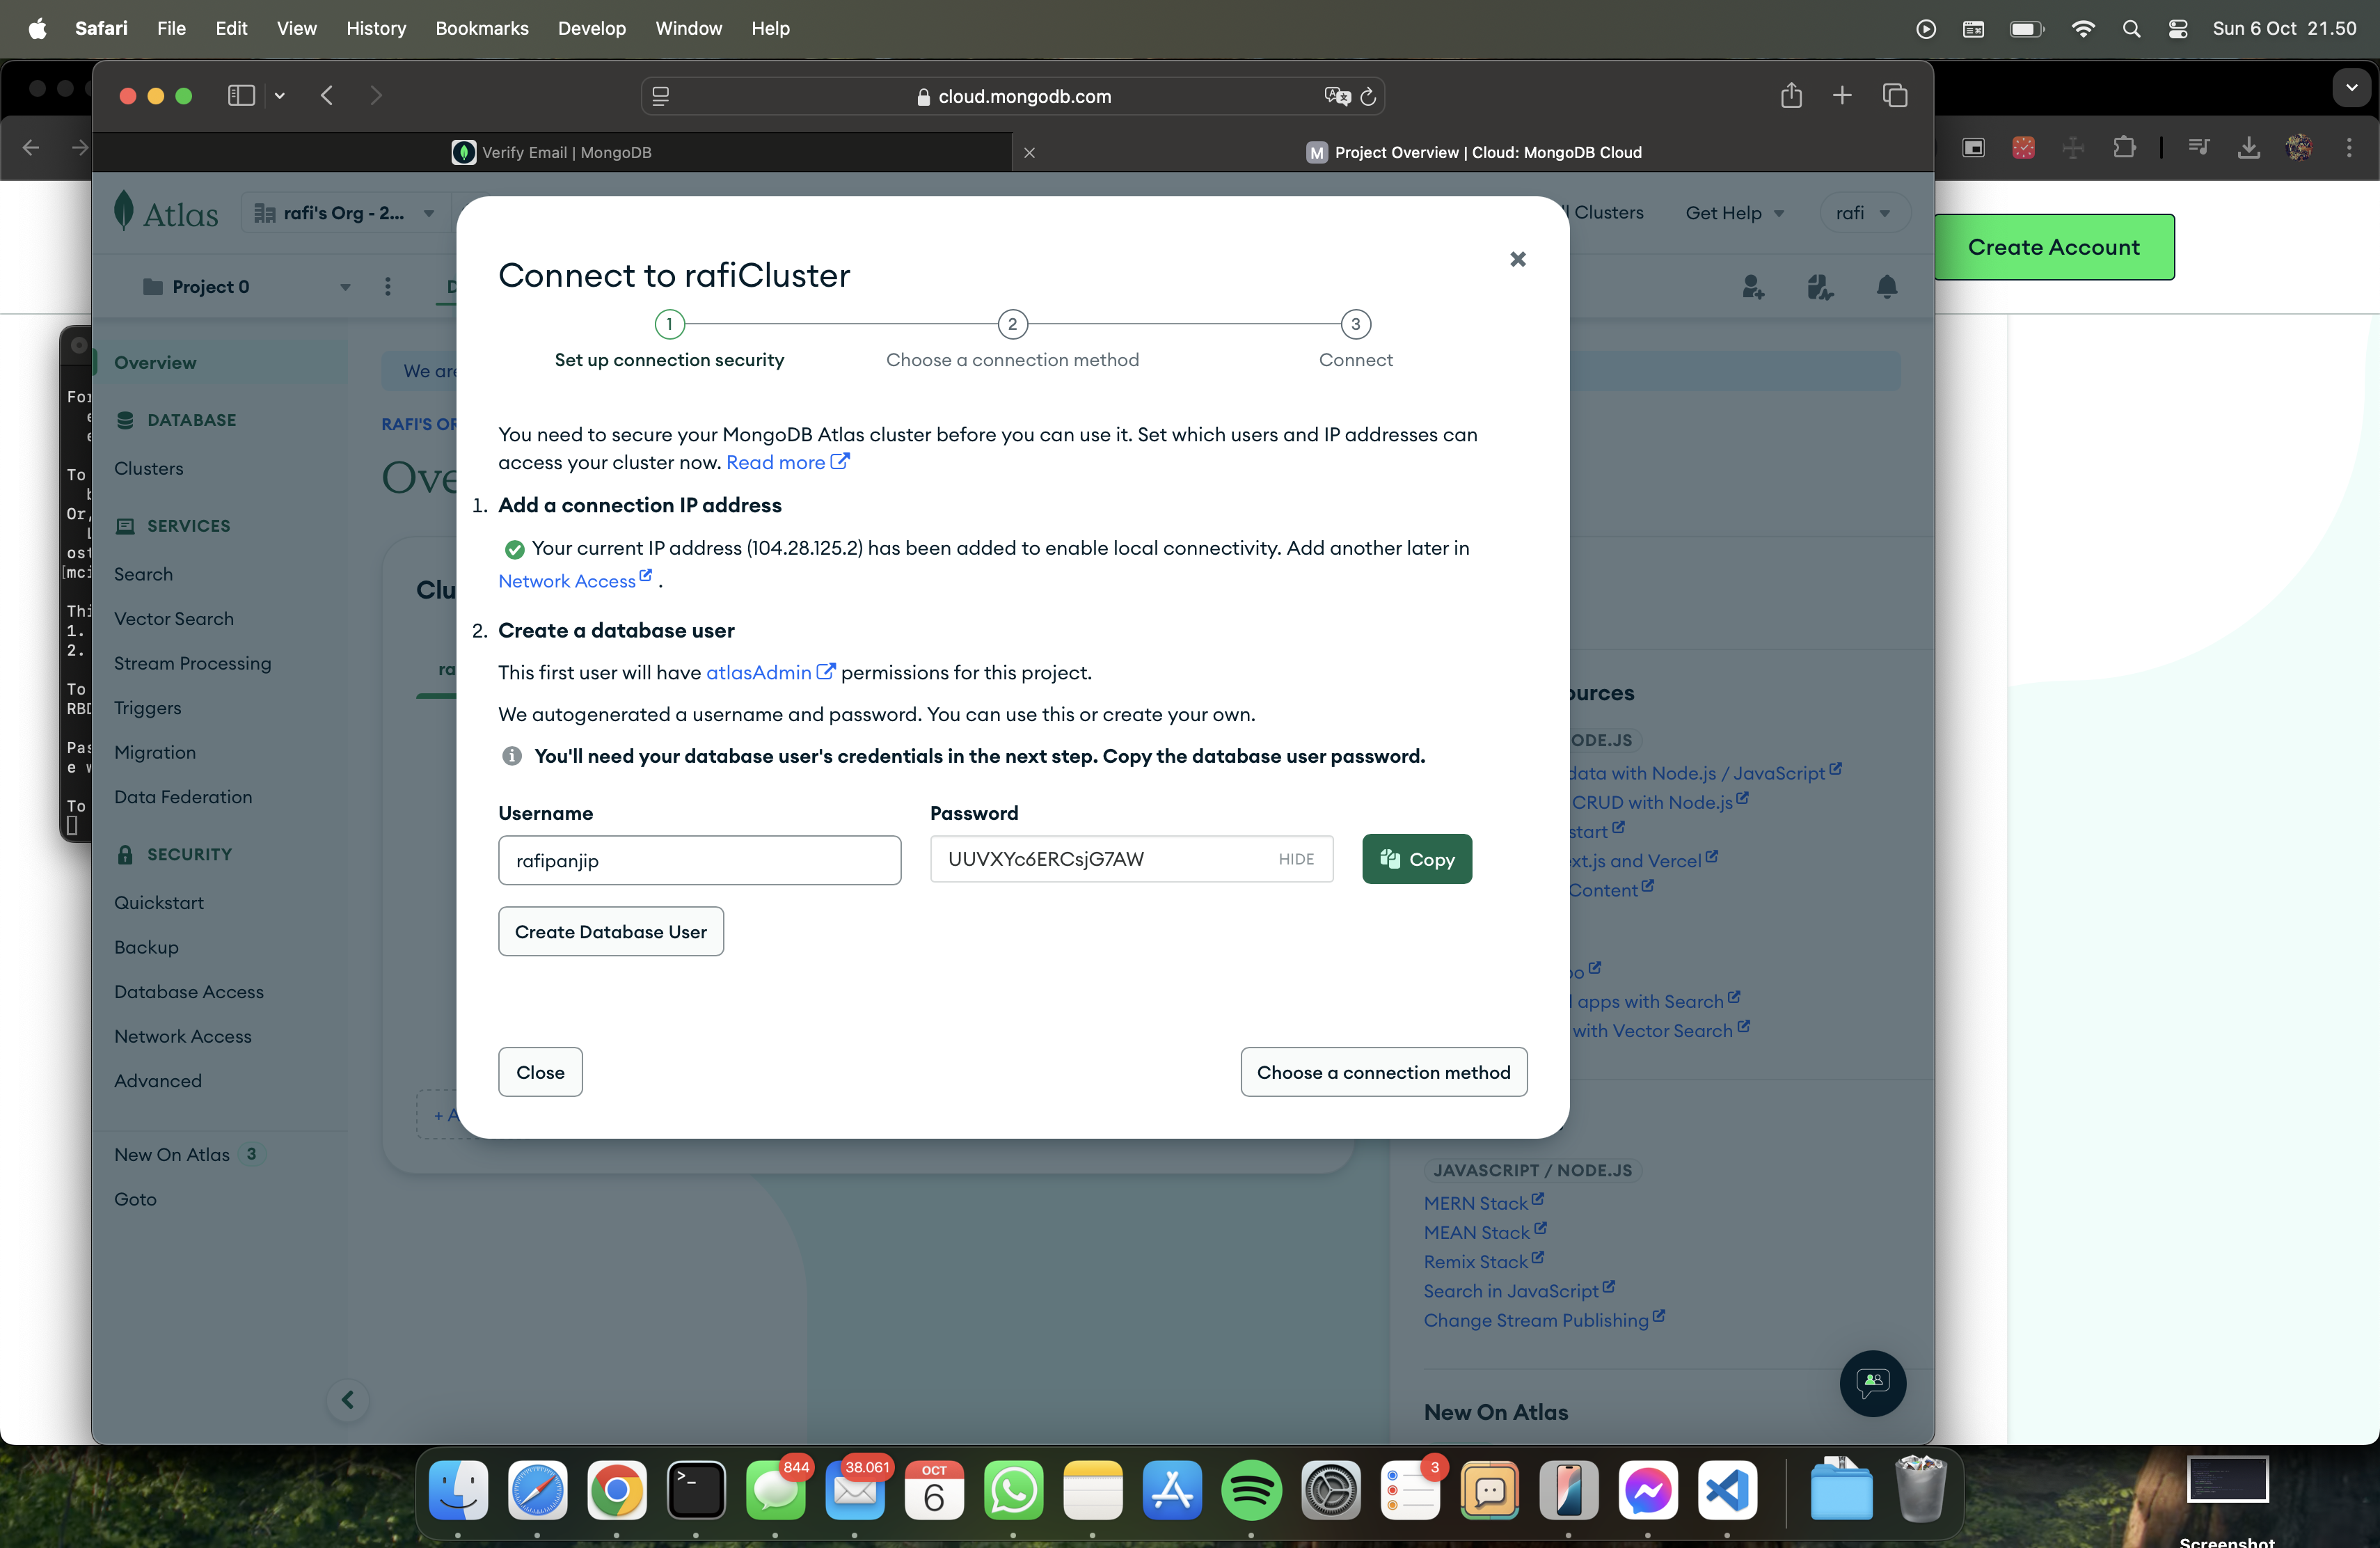 Safari File Edit View History Bookmarks Develop Window Help
Sun 6 Oct 21.50
cloud.mongodb.com
Verify Email | MongoDB
M Project Overview | Cloud: MongoDB Cloud
Atlas
rafi's Org - 2...
Clusters
Get Help
rafi
Create Account
Project 0
Overview
DATABASE
Clusters
SERVICES
Search
Vector Search
Stream Processing
Triggers
Migration
Data Federation
SECURITY
Quickstart
Backup
Database Access
Network Access
Advanced
New On Atlas 3
Goto
We are
RAFI'S OR
Connect to rafiCluster
1 2 3
Set up connection security Choose a connection method Connect
You need to secure your MongoDB Atlas cluster before you can use it. Set which users and IP addresses can
access your cluster now. Read more
1. Add a connection IP address
Your current IP address (104.28.125.2) has been added to enable local connectivity. Add another later in
Network Access .
2. Create a database user
This first user will have atlasAdmin permissions for this project.
We autogenerated a username and password. You can use this or create your own.
You'll need your database user's credentials in the next step. Copy the database user password.
Username Password
rafipanjip UUVXYc6ERCsjG7AW HIDE Copy
Create Database User
Close Choose a connection method
ODE.JS
data with Node.js / JavaScript
CRUD with Node.js
start
xt.js and Vercel
Content
apps with Search
with Vector Search
JAVASCRIPT / NODE.JS
MERN Stack
MEAN Stack
Remix Stack
Search in JavaScript
Change Stream Publishing
New On Atlas
To
Or,
1.
2.
To
To
844
38.061
OCT
6
3
Screenshot